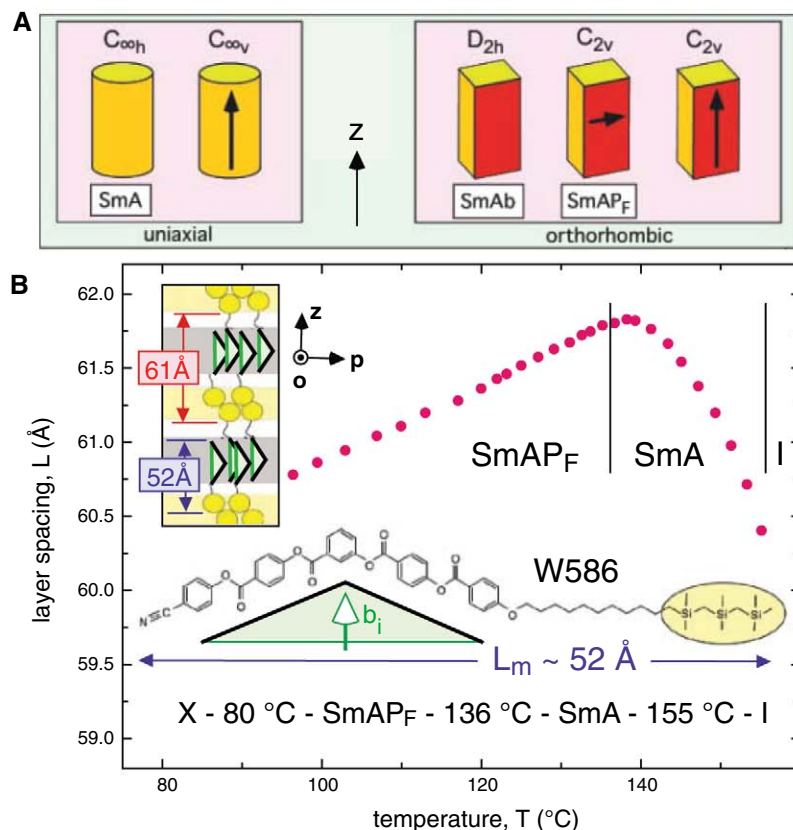 A
C∞h C∞v D2h C2v C2v
z
SmA SmAb SmAPF
uniaxial orthorhombic
B
62.0
61.5
61.0
60.5
60.0
59.5
59.0
layer spacing, L (Å)
z
p
o
61Å
52Å
SmAPF SmA I
W586
N O O O O O O O O O
Si Si Si
bi
Lm ~ 52 Å
X - 80 °C - SmAPF - 136 °C - SmA - 155 °C - I
80 100 120 140
temperature, T (°C)